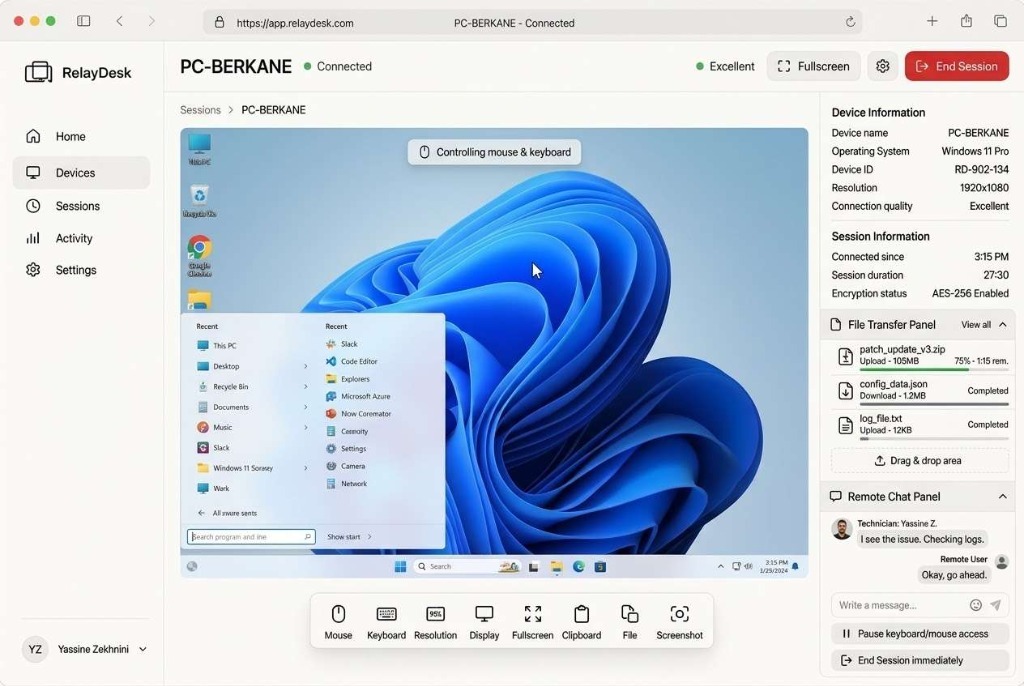 https://app.relaydesk.com
PC-BERKANE - Connected
RelayDesk
Home
Devices
Sessions
Activity
Settings
YZ
Yassine Zekhnini
PC-BERKANE
Connected
Excellent
Fullscreen
End Session
Sessions > PC-BERKANE
Controlling mouse & keyboard
Recycle Bin
Google
Recent
This PC
Desktop
Recycle Bin
Documents
Music
Slack
Windows 11 Sorasey
Work
All swure sents
Search program and ine
Recent
Slack
Code Editor
Explorers
Microsoft Azure
Now Coremator
Camnoity
Settings
Camera
Network
Show start
Search
3:15 PM
1/25/2024
Mouse
Keyboard
95%
Resolution
Display
Fullscreen
Clipboard
File
Screenshot
Device Information
Device name PC-BERKANE
Operating System Windows 11 Pro
Device ID RD-902-134
Resolution 1920x1080
Connection quality Excellent
Session Information
Connected since 3:15 PM
Session duration 27:30
Encryption status AES-256 Enabled
File Transfer Panel View all
patch_update_v3.zip
Upload - 105MB 75% - 1:15 rem.
config_data.json
Download - 1.2MB Completed
log_file.txt
Upload - 12KB Completed
Drag & drop area
Remote Chat Panel
Technician: Yassine Z.
I see the issue. Checking logs.
Remote User
Okay, go ahead.
Write a message...
Pause keyboard/mouse access
End Session immediately